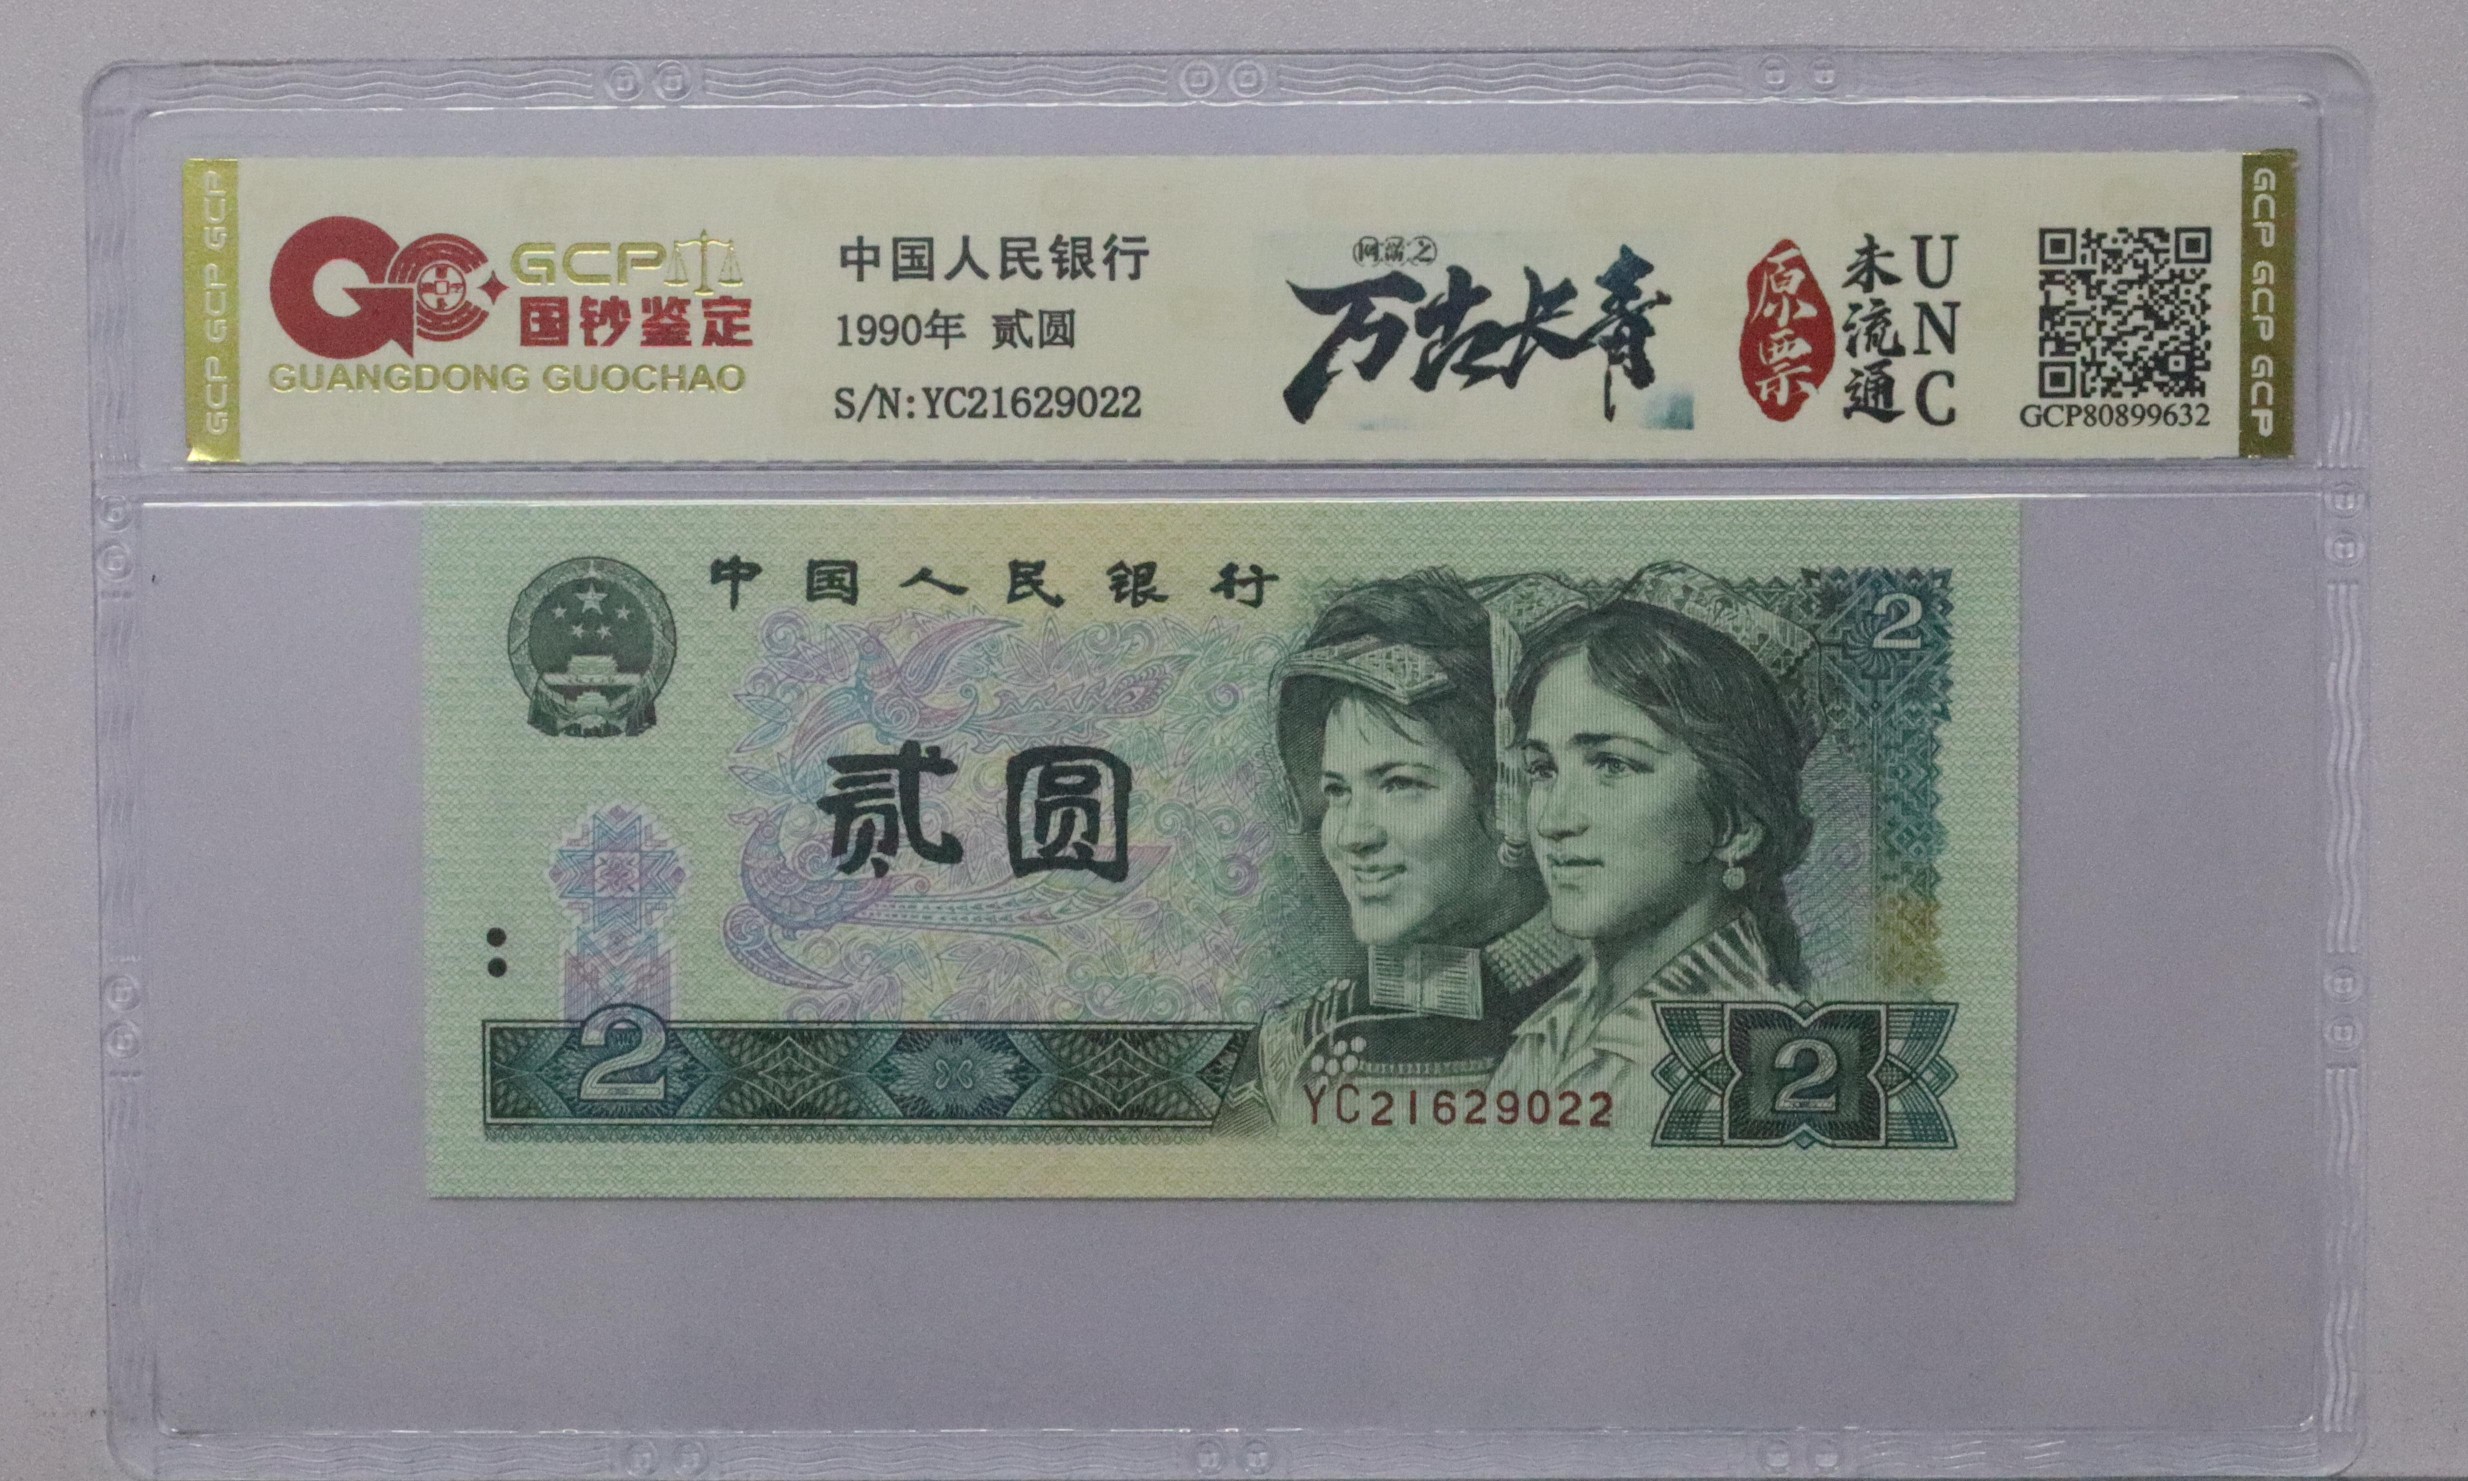 GCP GCP GCP
GCP
国钞鉴定
GUANGDONG GUOCHAO
中国人民银行
1990年 贰圆
S/N:YC21629022
万古长青
原票
未流通
UNC
GCP80899632
GCP GCP GCP
中国人民银行
2
贰圆
2
YC21629022
2